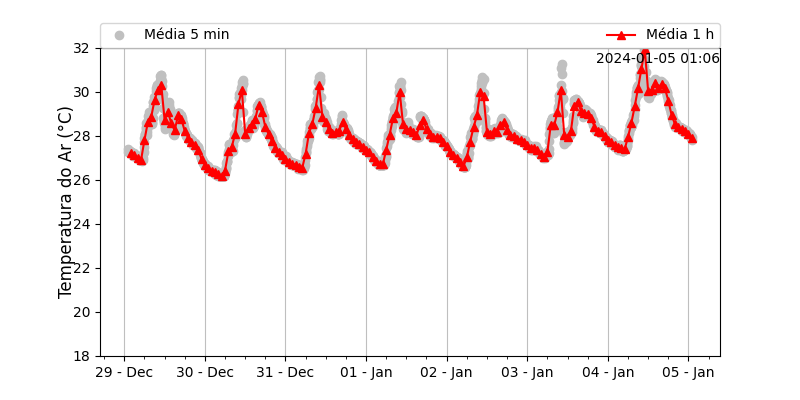 Média 5 min
Média 1 h
2024-01-05 01:06
Temperatura do Ar (°C)
32
30
28
26
24
22
20
18
29 - Dec
30 - Dec
31 - Dec
01 - Jan
02 - Jan
03 - Jan
04 - Jan
05 - Jan